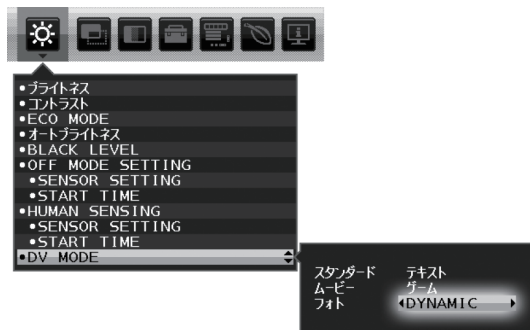 •ブライトネス
•コントラスト
•ECO MODE
•オートブライトネス
•BLACK LEVEL
•OFF MODE SETTING
•SENSOR SETTING
•START TIME
•HUMAN SENSING
•SENSOR SETTING
•START TIME
•DV MODE
スタンダード テキスト
ムービー ゲーム
フォト DYNAMIC